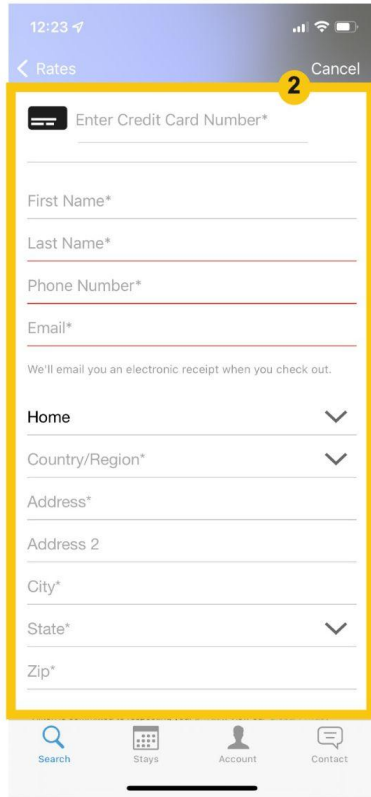 12:23
Rates
Cancel
2
Enter Credit Card Number*
First Name*
Last Name*
Phone Number*
Email*
We'll email you an electronic receipt when you check out.
Home
Country/Region*
Address*
Address 2
City*
State*
Zip*
Search
Stays
Account
Contact